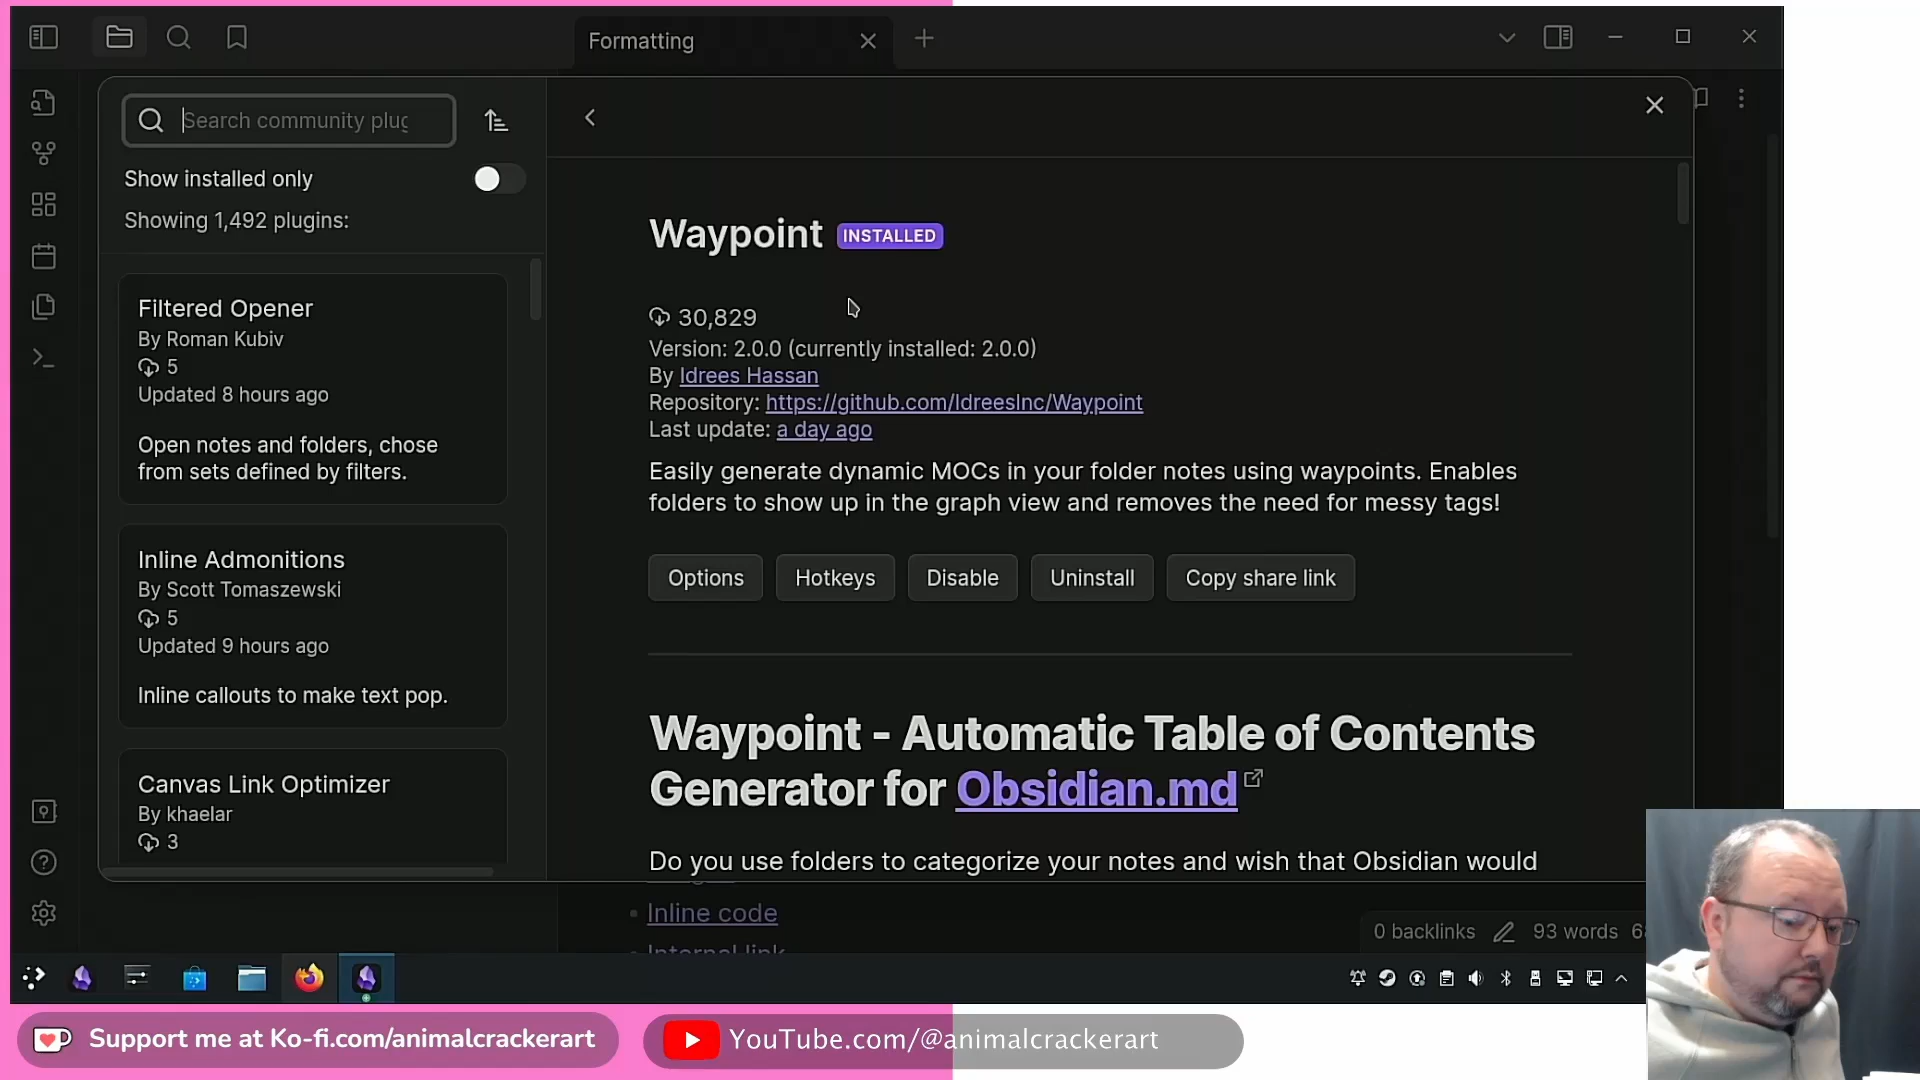 Formatting
Search community plug
Show installed only
Showing 1,492 plugins:
Filtered Opener
By Roman Kubiv
5
Updated 8 hours ago
Open notes and folders, chose
from sets defined by filters.
Inline Admonitions
By Scott Tomaszewski
5
Updated 9 hours ago
Inline callouts to make text pop.
Canvas Link Optimizer
By khaelar
3
Waypoint INSTALLED
30,829
Version: 2.0.0 (currently installed: 2.0.0)
By Idrees Hassan
Repository: https://github.com/IdreesInc/Waypoint
Last update: a day ago
Easily generate dynamic MOCs in your folder notes using waypoints. Enables
folders to show up in the graph view and removes the need for messy tags!
Options Hotkeys Disable Uninstall Copy share link
Waypoint - Automatic Table of Contents
Generator for Obsidian.md
Do you use folders to categorize your notes and wish that Obsidian would
Inline code
Internal link
0 backlinks 93 words
Support me at Ko-fi.com/animalcrackerart
YouTube.com/@animalcrackerart